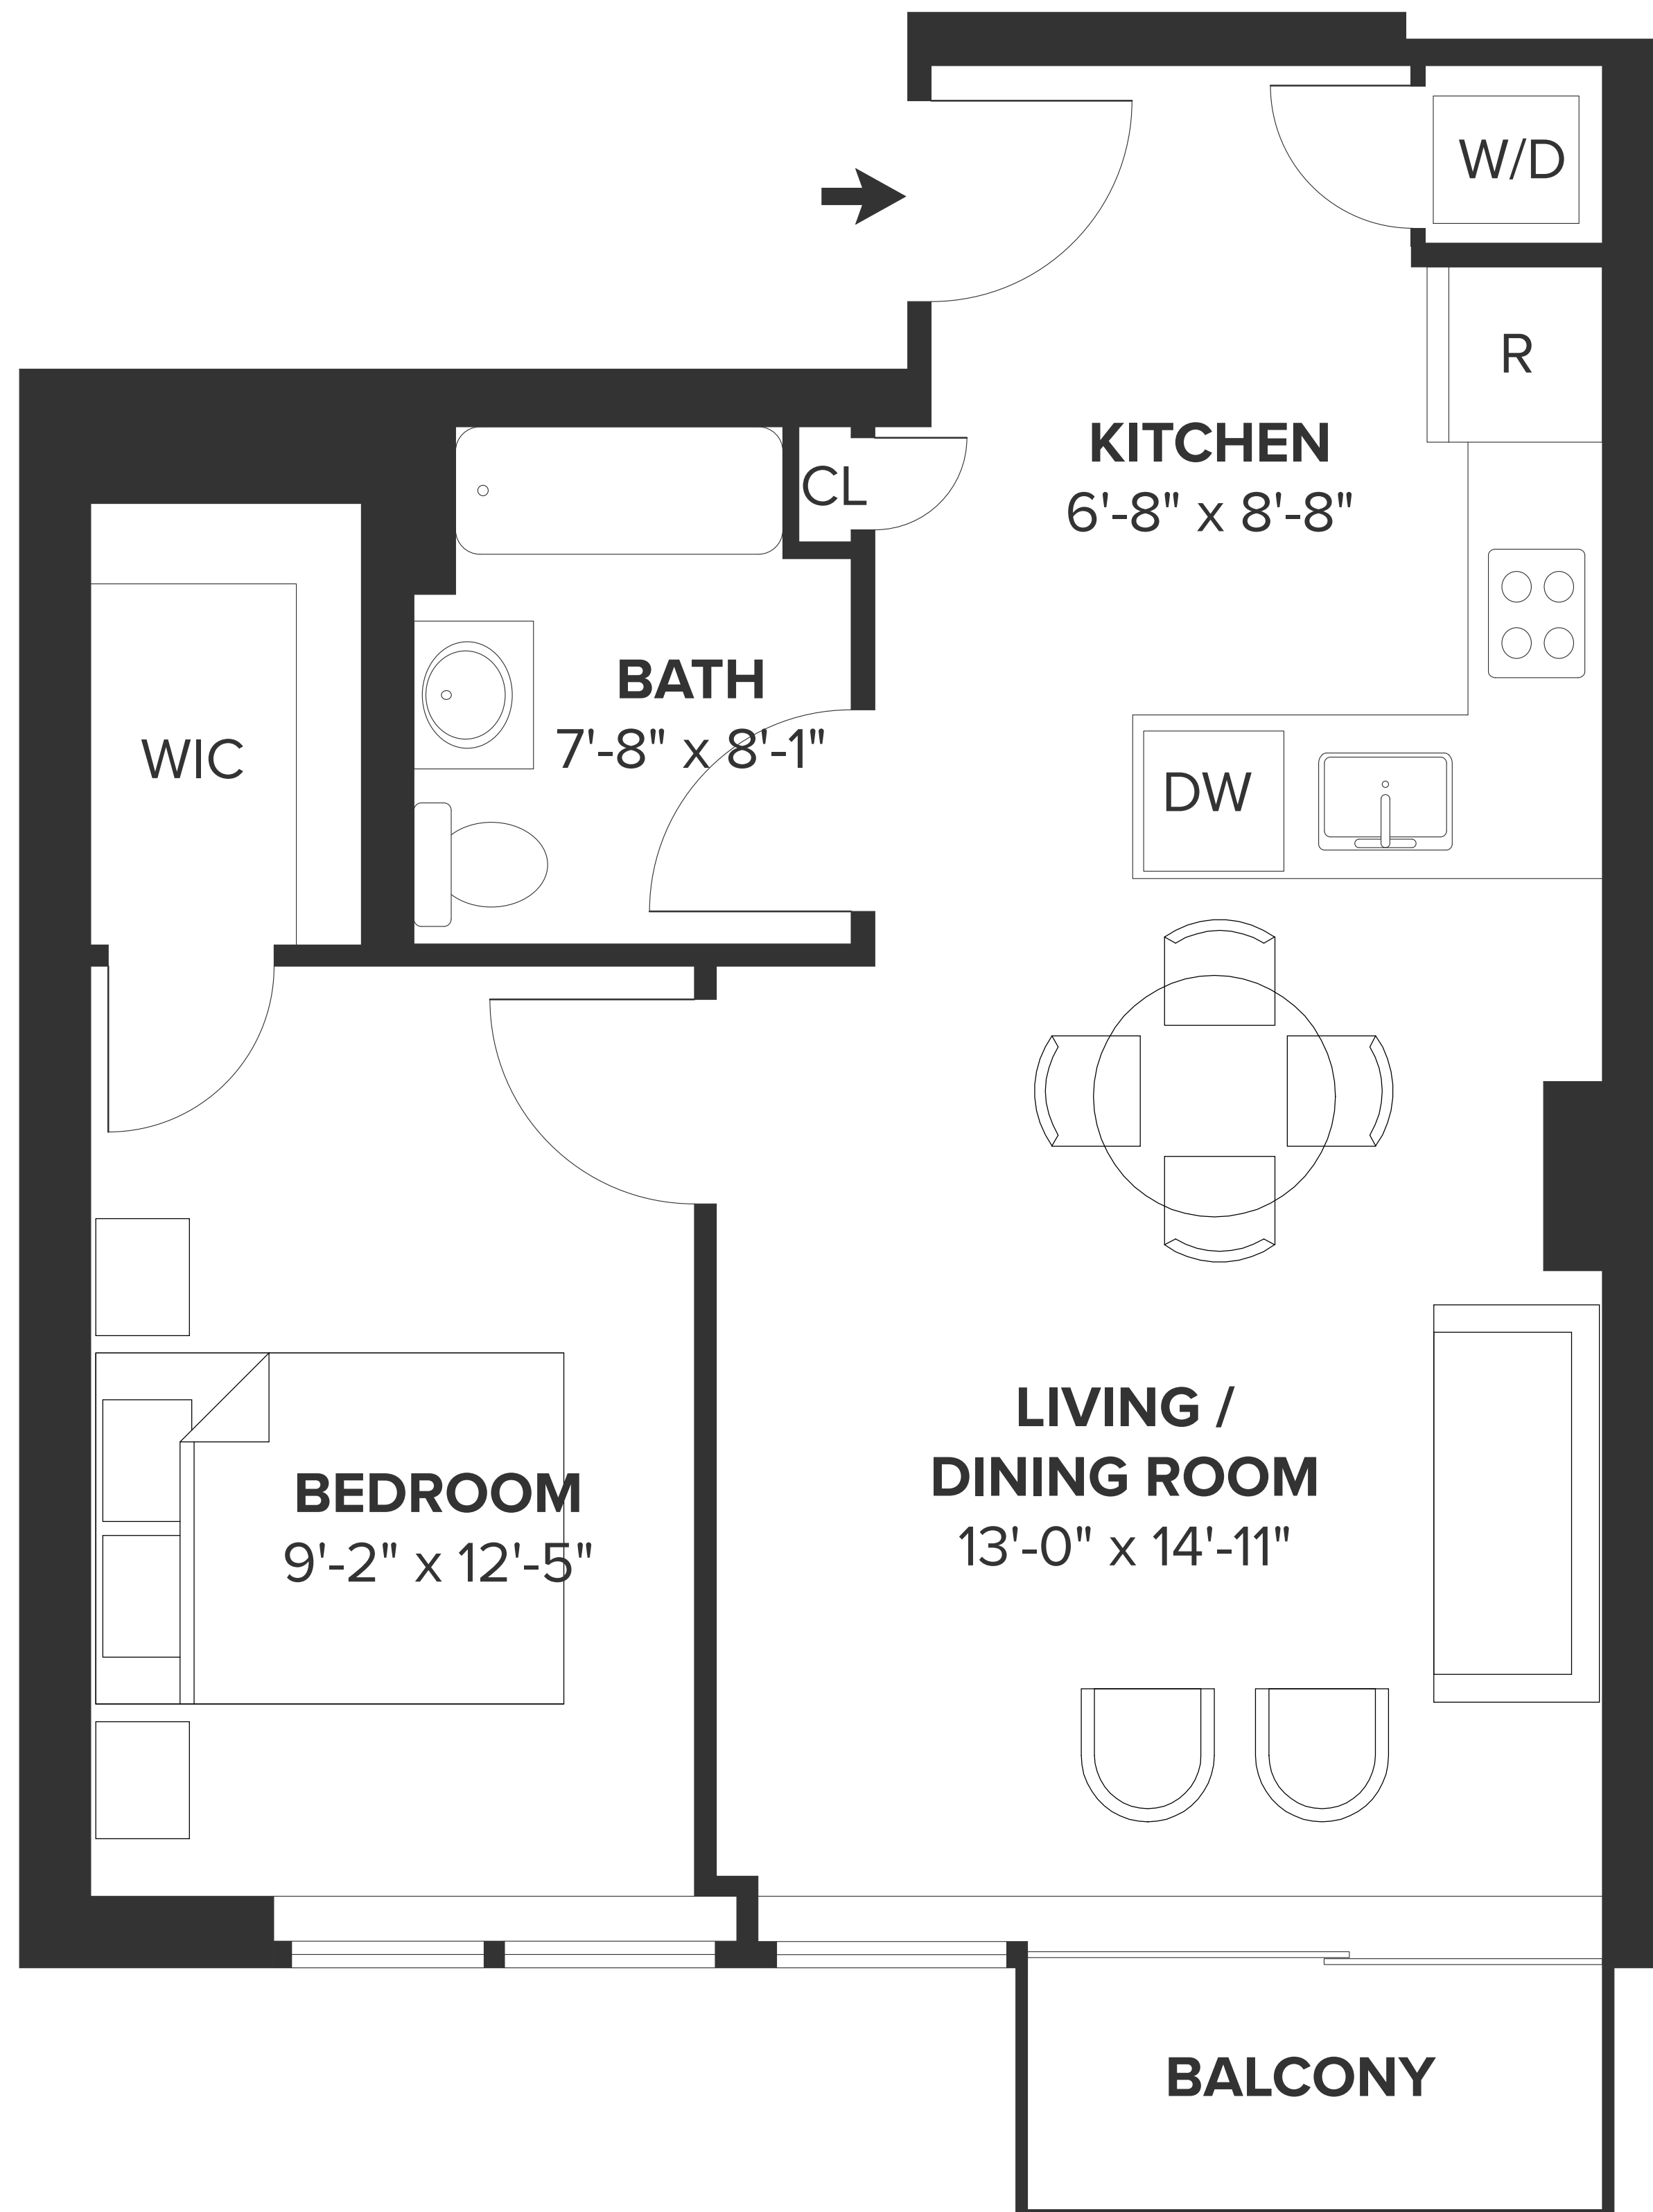 W/D
R
KITCHEN
6'-8" x 8'-8"
CL
BATH
7'-8" x 8'-1"
WIC
DW
LIVING /
DINING ROOM
13'-0" x 14'-11"
BEDROOM
9'-2" x 12'-5"
BALCONY